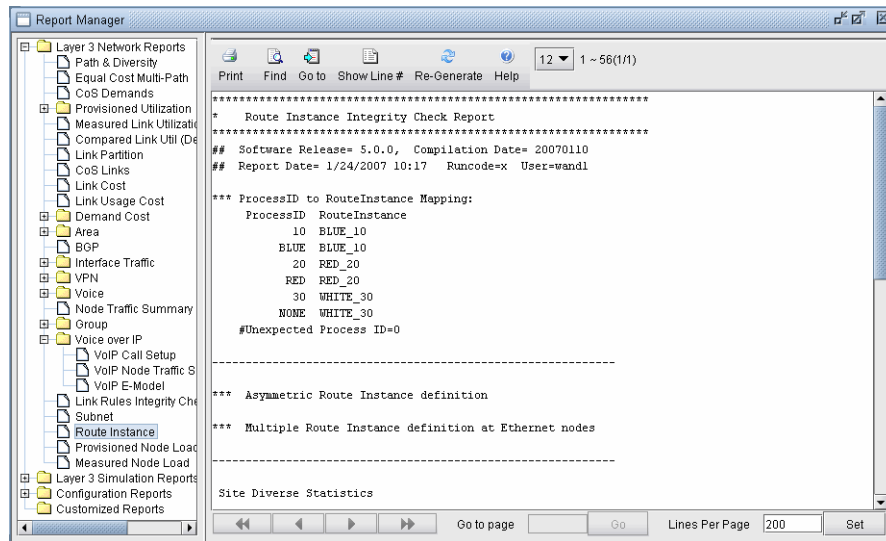 Report Manager
Layer 3 Network Reports
Path & Diversity
Equal Cost Multi-Path
CoS Demands
Provisioned Utilization
Measured Link Utilizatio
Compared Link Util (De
Link Partition
CoS Links
Link Cost
Link Usage Cost
Demand Cost
Area
BGP
Interface Traffic
VPN
Voice
Node Traffic Summary
Group
Voice over IP
VoIP Call Setup
VoIP Node Traffic S
VoIP E-Model
Link Rules Integrity Che
Subnet
Route Instance
Provisioned Node Load
Measured Node Load
Layer 3 Simulation Reports
Configuration Reports
Customized Reports
Print Find Go to Show Line # Re-Generate Help 12 1 ~ 56(1/1)
*****************************************************************
* Route Instance Integrity Check Report
*****************************************************************
## Software Release= 5.0.0, Compilation Date= 20070110
## Report Date= 1/24/2007 10:17 Runcode=x User=wandl
*** ProcessID to RouteInstance Mapping:
ProcessID RouteInstance
10 BLUE_10
BLUE BLUE_10
20 RED_20
RED RED_20
30 WHITE_30
NONE WHITE_30
#Unexpected Process ID=0
------------------------------------------------------------
*** Asymmetric Route Instance definition
*** Multiple Route Instance definition at Ethernet nodes
------------------------------------------------------------
Site Diverse Statistics
Go to page Go Lines Per Page 200 Set